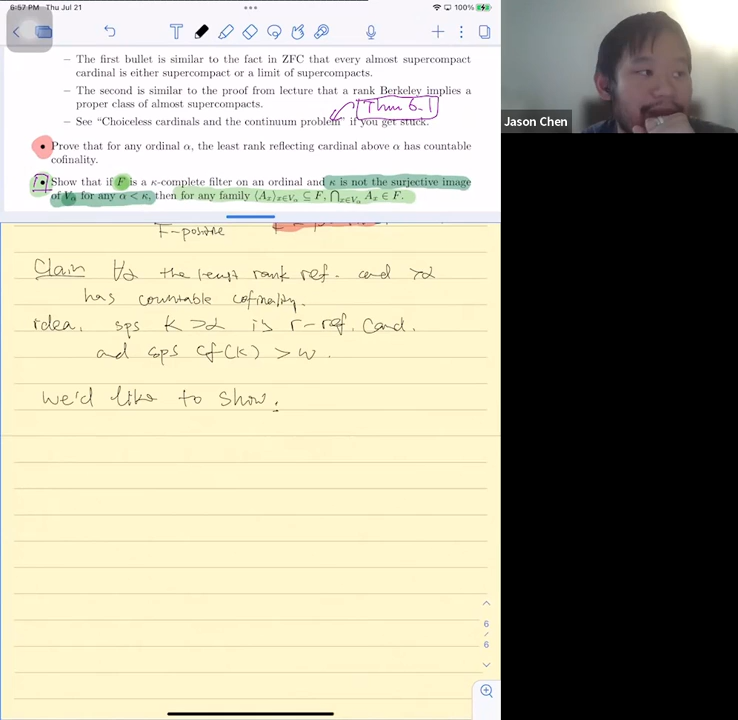 6:57 PM Thu Jul 21
100%
– The first bullet is similar to the fact in ZFC that every almost supercompact
cardinal is either supercompact or a limit of supercompacts.
– The second is similar to the proof from lecture that a rank Berkeley implies a
proper class of almost supercompacts.
Thm 6.1
– See “Choiceless cardinals and the continuum problem” if you get stuck.
• Prove that for any ordinal α, the least rank reflecting cardinal above α has countable
cofinality.
• Show that if F is a κ-complete filter on an ordinal and κ is not the surjective image
of Vα for any α < κ, then for any family ⟨Aₓ⟩ₓ∈Vα ⊆ F, ⋂ₓ∈Vα Aₓ ∈ F.
F-positive
Claim ∀α the least rank ref. card >α
has countable cofinality.
idea. sps κ >α is r-ref. Card.
and sps cf(κ) > ω.
we'd like to show:
6
6
Jason Chen